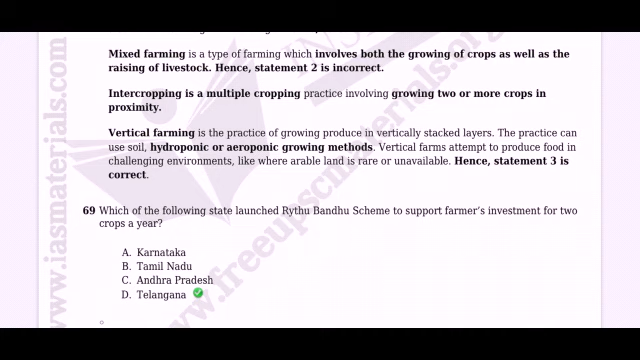 Mixed farming is a type of farming which involves both the growing of crops as well as the
raising of livestock. Hence, statement 2 is incorrect.
Intercropping is a multiple cropping practice involving growing two or more crops in
proximity.
Vertical farming is the practice of growing produce in vertically stacked layers. The practice can
use soil, hydroponic or aeroponic growing methods. Vertical farms attempt to produce food in
challenging environments, like where arable land is rare or unavailable. Hence, statement 3 is
correct.
69 Which of the following state launched Rythu Bandhu Scheme to support farmer's investment for two
crops a year?
A. Karnataka
B. Tamil Nadu
C. Andhra Pradesh
D. Telangana
www.iasmaterials.com